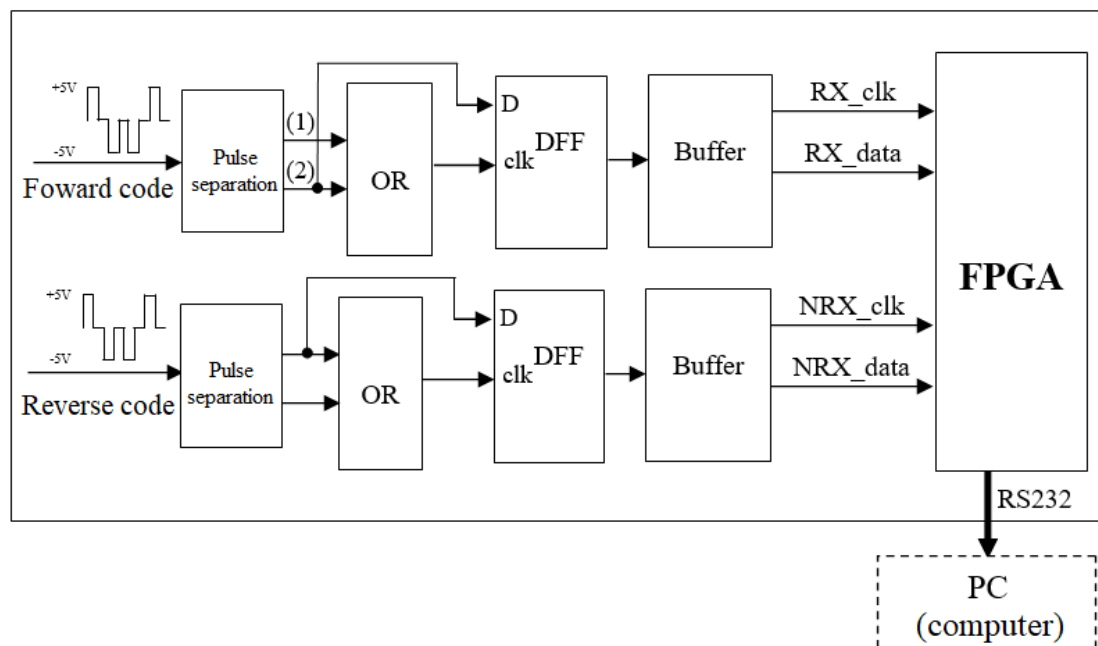 +5V
-5V
Foward code
Pulse
separation
(1)
(2)
OR
D
clk
DFF
Buffer
RX_clk
RX_data
FPGA
+5V
-5V
Reverse code
Pulse
separation
OR
D
clk
DFF
Buffer
NRX_clk
NRX_data
RS232
PC
(computer)